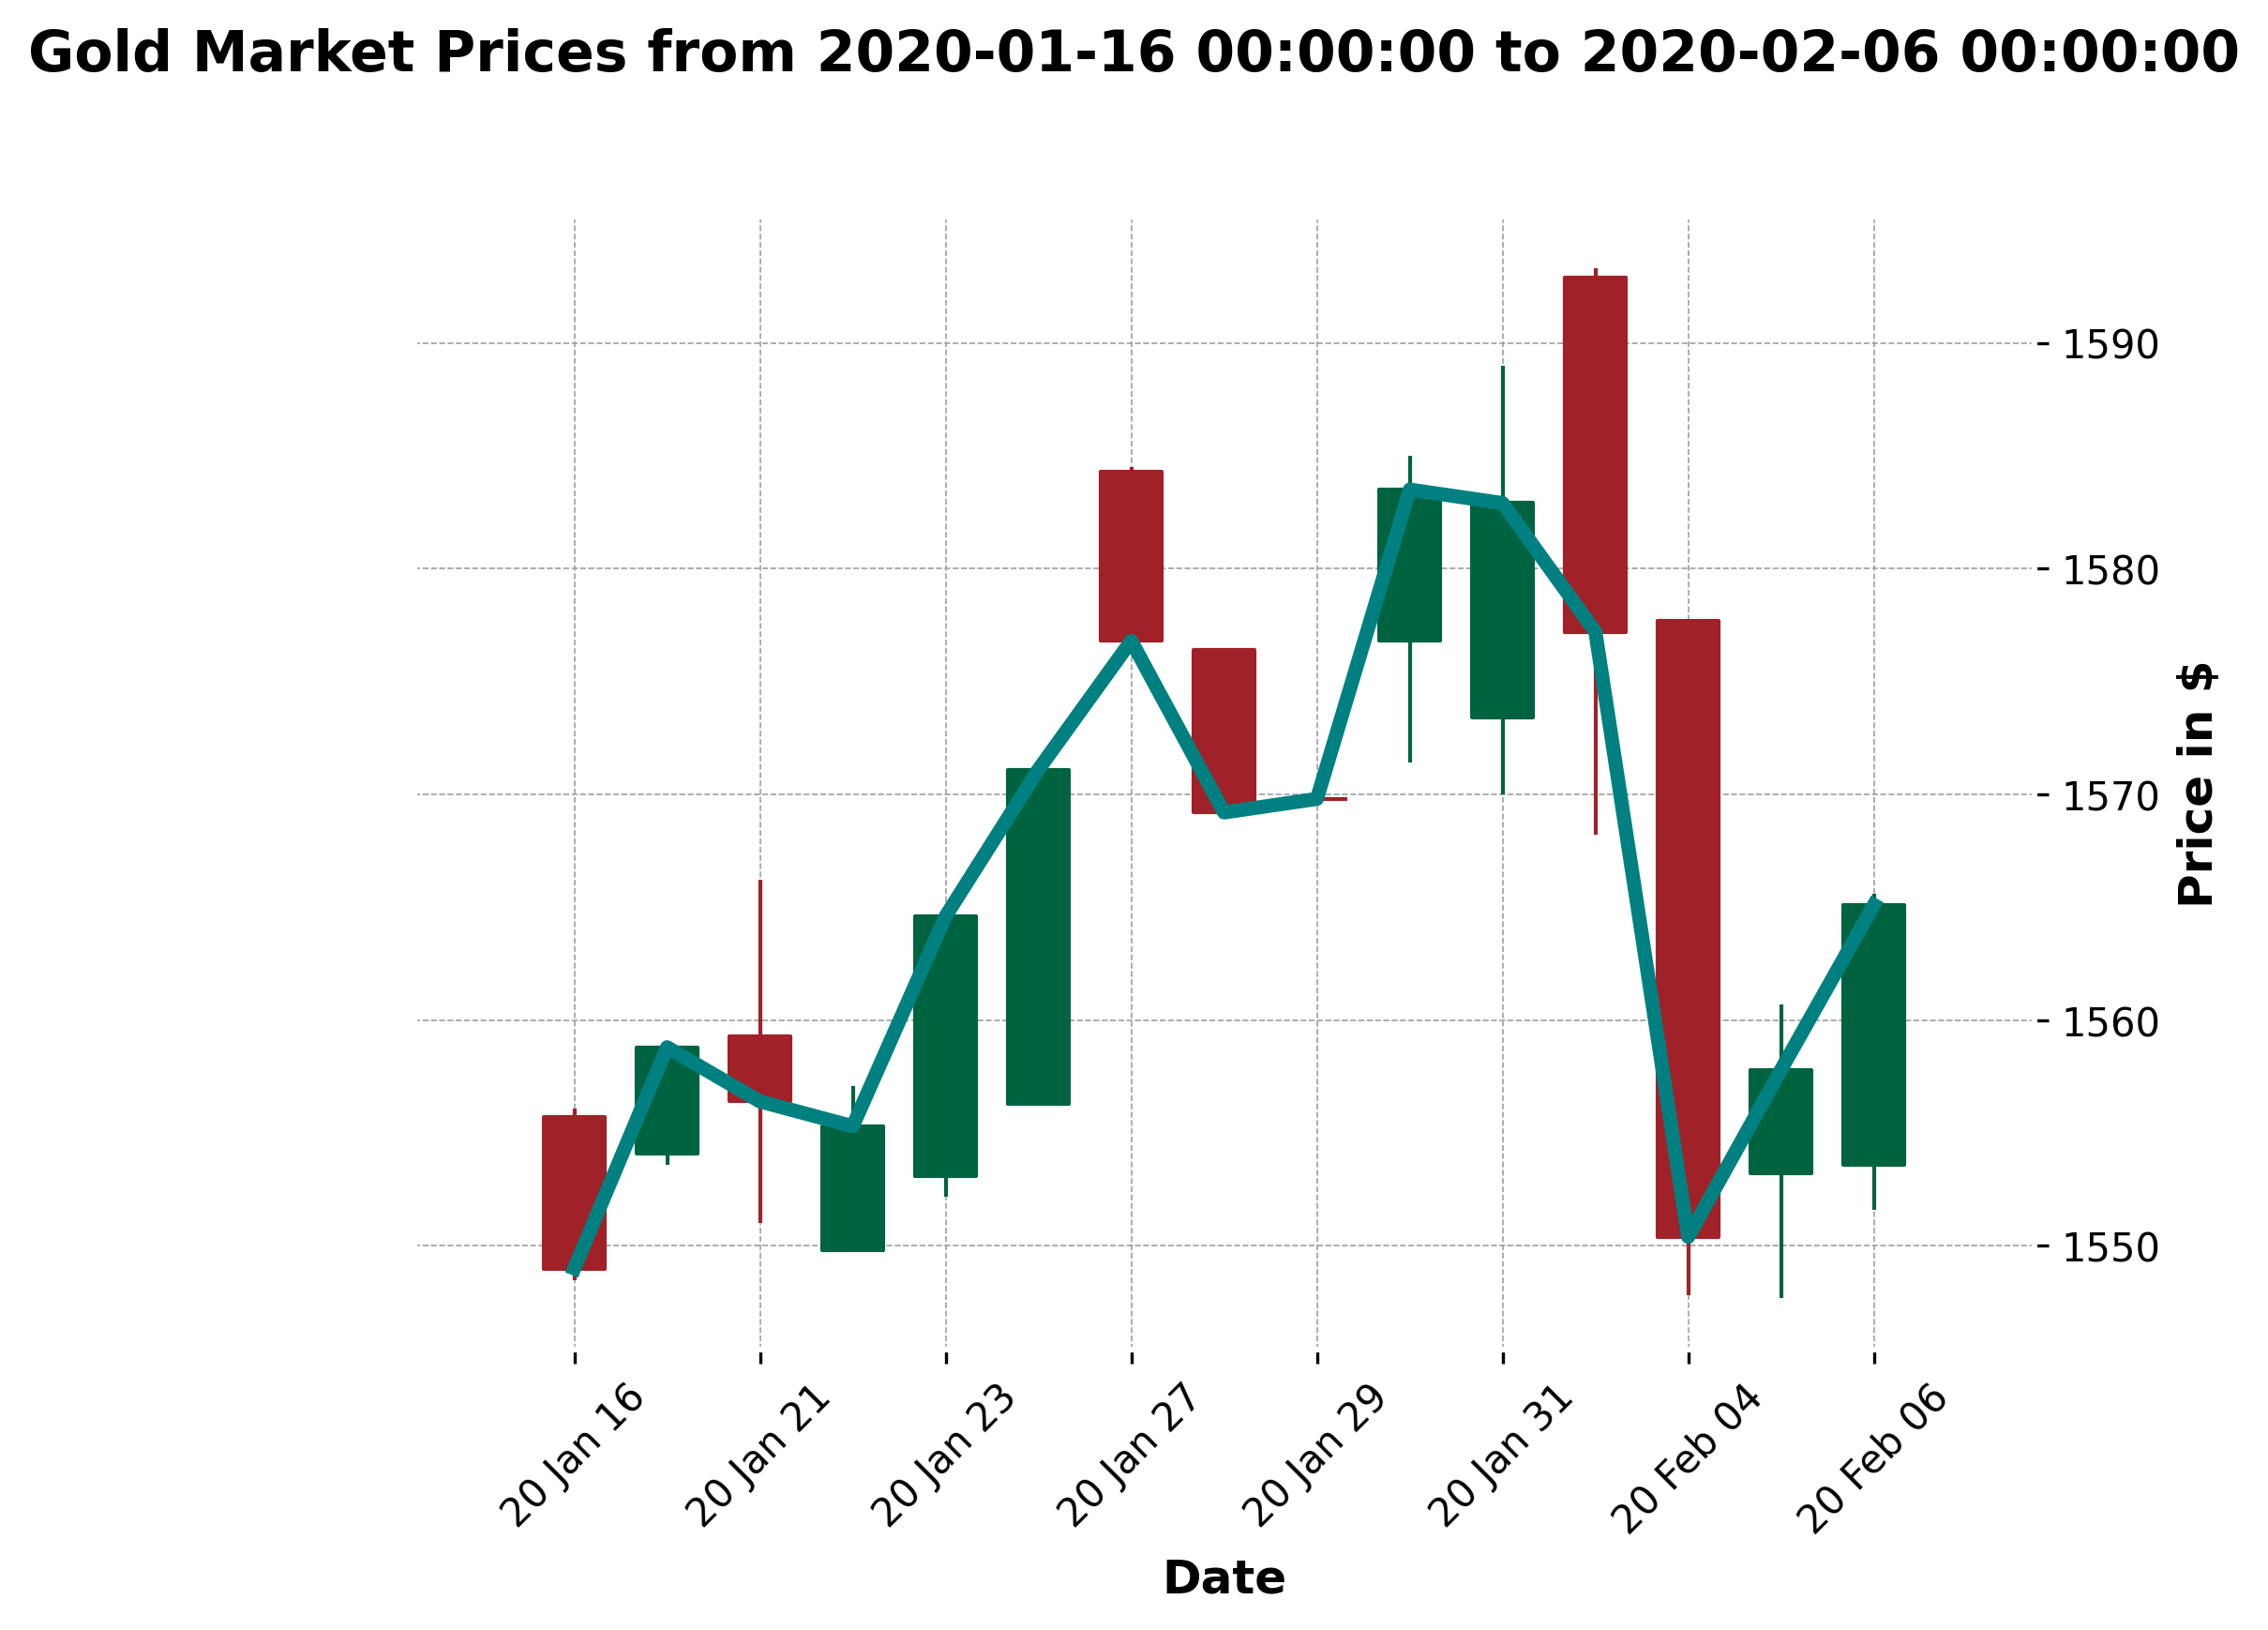 Gold Market Prices from 2020-01-16 00:00:00 to 2020-02-06 00:00:00
1590
1580
1570
1560
1550
Price in $
20 Jan 16
20 Jan 21
20 Jan 23
20 Jan 27
20 Jan 29
20 Jan 31
20 Feb 04
20 Feb 06
Date